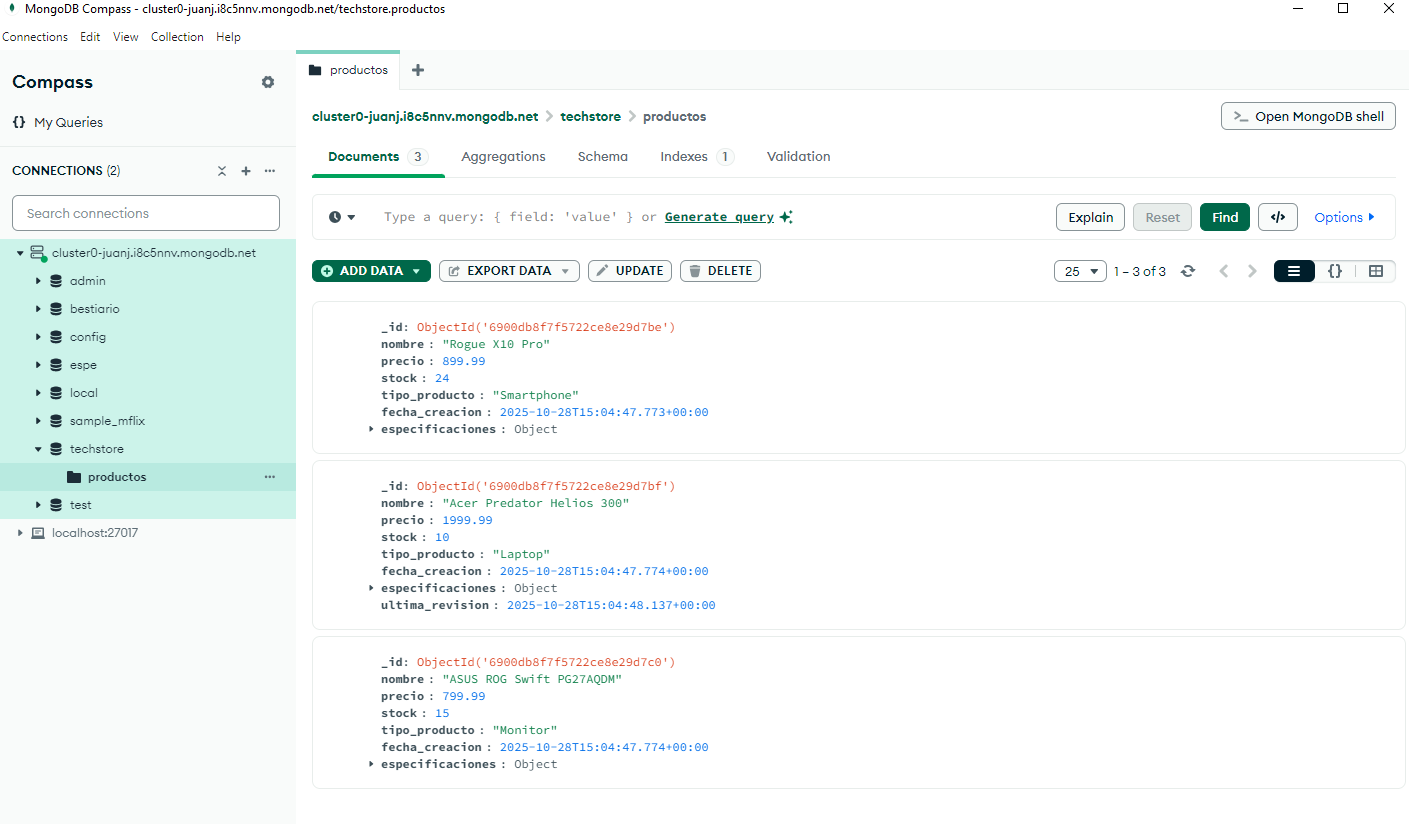 MongoDB Compass - cluster0-juanj.i8c5nnv.mongodb.net/techstore.productos
Connections Edit View Collection Help
Compass
{} My Queries
CONNECTIONS (2)
Search connections
cluster0-juanj.i8c5nnv.mongodb.net
admin
bestiario
config
espe
local
sample_mflix
techstore
productos
test
localhost:27017
productos
cluster0-juanj.i8c5nnv.mongodb.net > techstore > productos
>_ Open MongoDB shell
Documents 3 Aggregations Schema Indexes 1 Validation
Type a query: { field: 'value' } or Generate query
Explain Reset Find </> Options
ADD DATA EXPORT DATA UPDATE DELETE
25 1 – 3 of 3 {}
_id: ObjectId('6900db8f7f5722ce8e29d7be')
nombre : "Rogue X10 Pro"
precio : 899.99
stock : 24
tipo_producto : "Smartphone"
fecha_creacion : 2025-10-28T15:04:47.773+00:00
especificaciones : Object
_id: ObjectId('6900db8f7f5722ce8e29d7bf')
nombre : "Acer Predator Helios 300"
precio : 1999.99
stock : 10
tipo_producto : "Laptop"
fecha_creacion : 2025-10-28T15:04:47.774+00:00
especificaciones : Object
ultima_revision : 2025-10-28T15:04:48.137+00:00
_id: ObjectId('6900db8f7f5722ce8e29d7c0')
nombre : "ASUS ROG Swift PG27AQDM"
precio : 799.99
stock : 15
tipo_producto : "Monitor"
fecha_creacion : 2025-10-28T15:04:47.774+00:00
especificaciones : Object